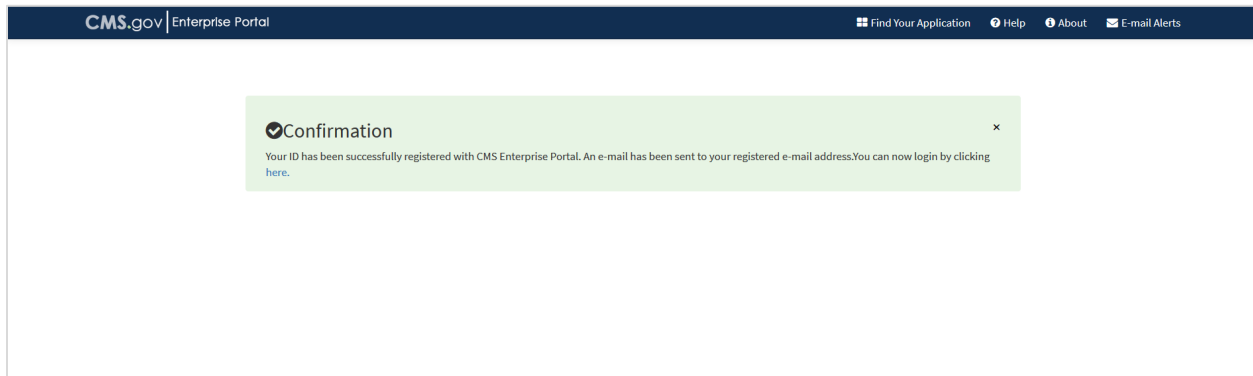 CMS.gov Enterprise Portal Find Your Application Help About E-mail Alerts
Confirmation ×
Your ID has been successfully registered with CMS Enterprise Portal. An e-mail has been sent to your registered e-mail address.You can now login by clicking
here.